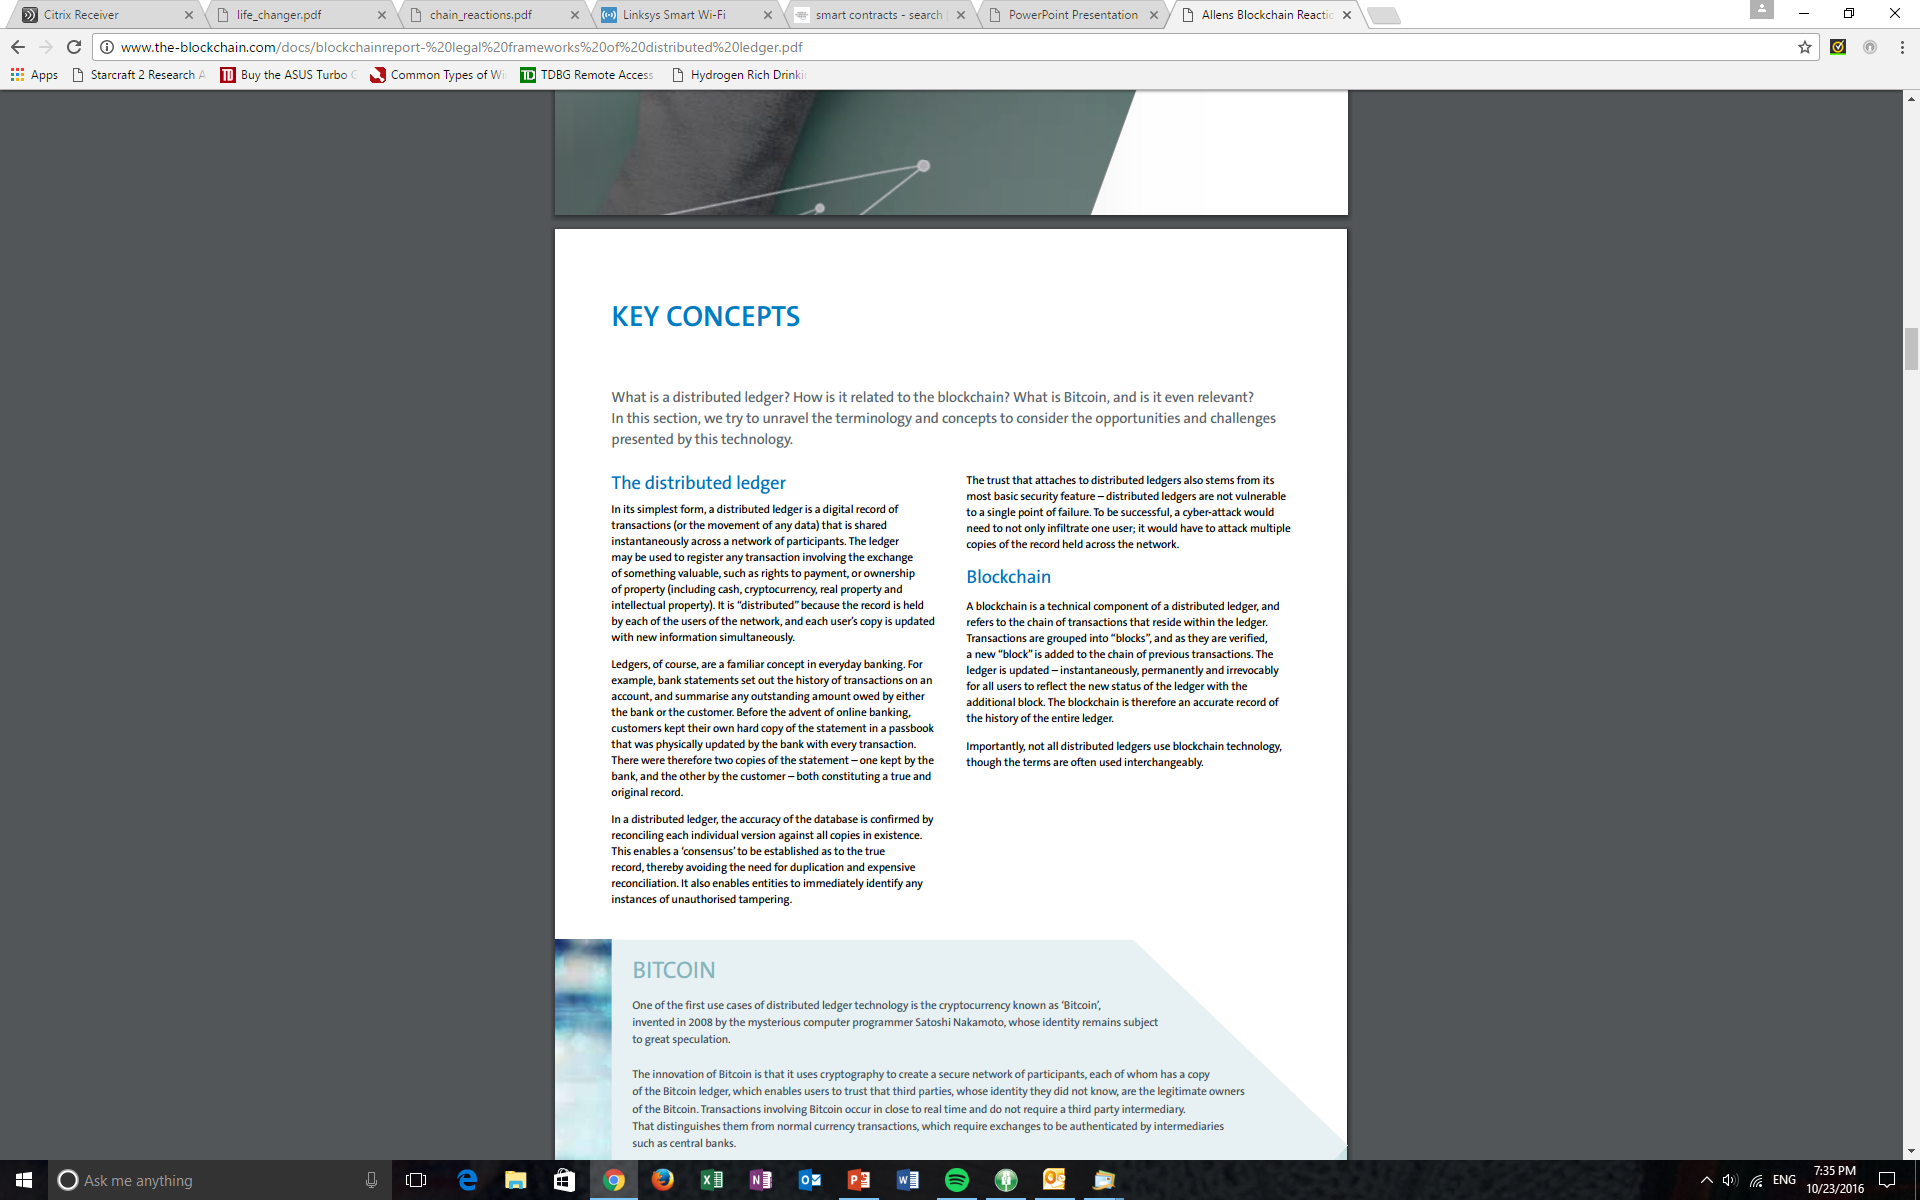 Citrix Receiver
life_changer.pdf
chain_reactions.pdf
Linksys Smart Wi-Fi
smart contracts - search
PowerPoint Presentation
Allens Blockchain Reactic
www.the-blockchain.com/docs/blockchainreport-%20legal%20frameworks%20of%20distributed%20ledger.pdf
Apps
Starcraft 2 Research A
Buy the ASUS Turbo G
Common Types of Wi
TDBG Remote Access
Hydrogen Rich Drinki
KEY CONCEPTS
What is a distributed ledger? How is it related to the blockchain? What is Bitcoin, and is it even relevant?
In this section, we try to unravel the terminology and concepts to consider the opportunities and challenges
presented by this technology.
The distributed ledger
In its simplest form, a distributed ledger is a digital record of
transactions (or the movement of any data) that is shared
instantaneously across a network of participants. The ledger
may be used to register any transaction involving the exchange
of something valuable, such as rights to payment, or ownership
of property (including cash, cryptocurrency, real property and
intellectual property). It is “distributed” because the record is held
by each of the users of the network, and each user’s copy is updated
with new information simultaneously.
Ledgers, of course, are a familiar concept in everyday banking. For
example, bank statements set out the history of transactions on an
account, and summarise any outstanding amount owed by either
the bank or the customer. Before the advent of online banking,
customers kept their own hard copy of the statement in a passbook
that was physically updated by the bank with every transaction.
There were therefore two copies of the statement – one kept by the
bank, and the other by the customer – both constituting a true and
original record.
In a distributed ledger, the accuracy of the database is confirmed by
reconciling each individual version against all copies in existence.
This enables a ‘consensus’ to be established as to the true
record, thereby avoiding the need for duplication and expensive
reconciliation. It also enables entities to immediately identify any
instances of unauthorised tampering.
The trust that attaches to distributed ledgers also stems from its
most basic security feature – distributed ledgers are not vulnerable
to a single point of failure. To be successful, a cyber-attack would
need to not only infiltrate one user; it would have to attack multiple
copies of the record held across the network.
Blockchain
A blockchain is a technical component of a distributed ledger, and
refers to the chain of transactions that reside within the ledger.
Transactions are grouped into “blocks”, and as they are verified,
a new “block” is added to the chain of previous transactions. The
ledger is updated – instantaneously, permanently and irrevocably
for all users to reflect the new status of the ledger with the
additional block. The blockchain is therefore an accurate record of
the history of the entire ledger.
Importantly, not all distributed ledgers use blockchain technology,
though the terms are often used interchangeably.
BITCOIN
One of the first use cases of distributed ledger technology is the cryptocurrency known as ‘Bitcoin’,
invented in 2008 by the mysterious computer programmer Satoshi Nakamoto, whose identity remains subject
to great speculation.
The innovation of Bitcoin is that it uses cryptography to create a secure network of participants, each of whom has a copy
of the Bitcoin ledger, which enables users to trust that third parties, whose identity they did not know, are the legitimate owners
of the Bitcoin. Transactions involving Bitcoin occur in close to real time and do not require a third party intermediary.
That distinguishes them from normal currency transactions, which require exchanges to be authenticated by intermediaries
such as central banks.
Ask me anything
ENG
7:35 PM
10/23/2016